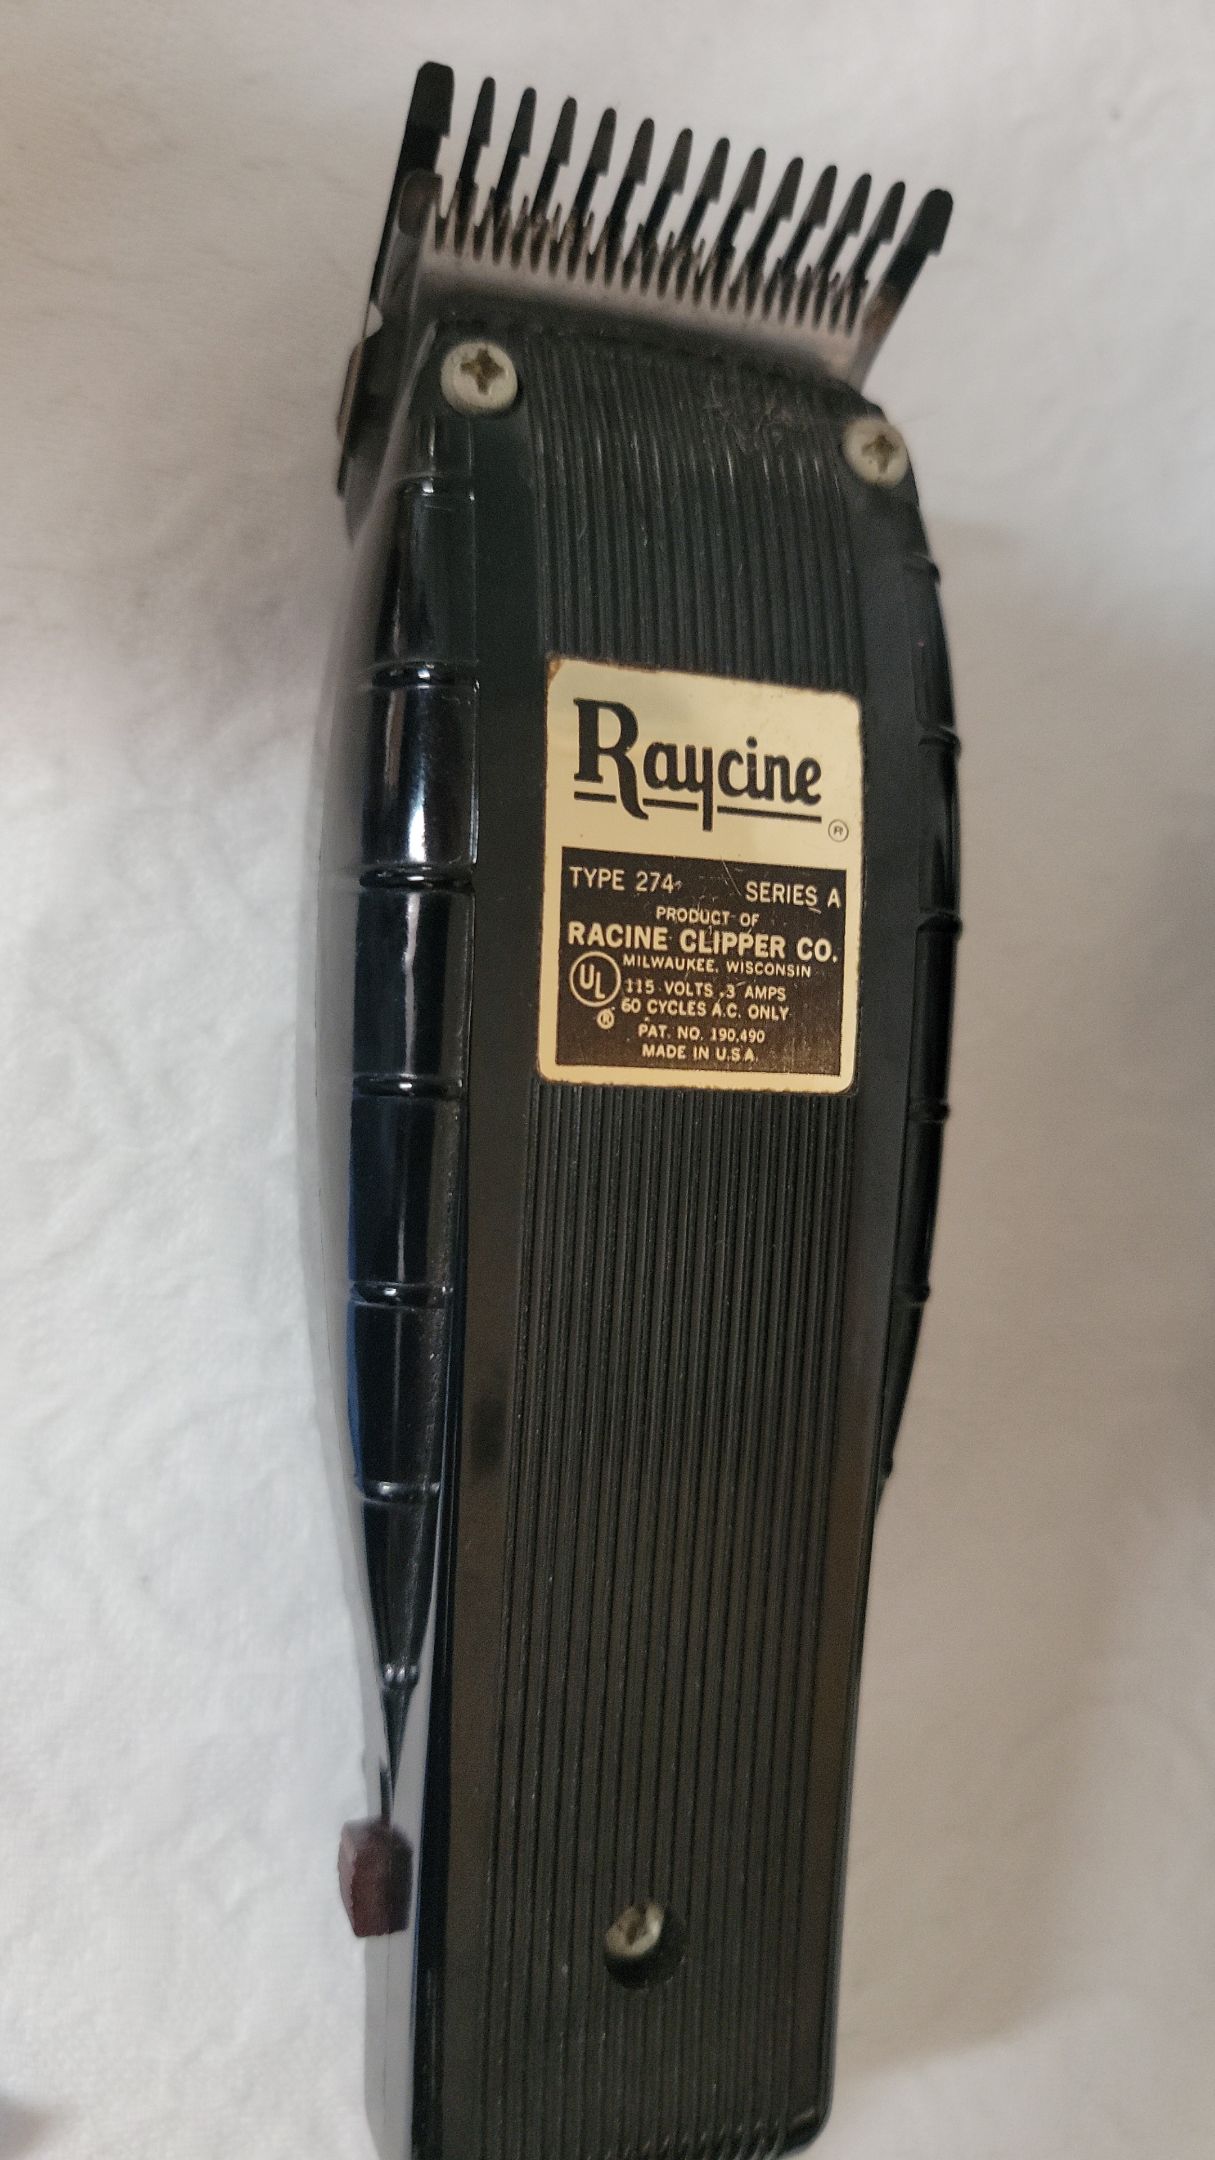 Raycine
®
TYPE 274 SERIES A
PRODUCT OF
RACINE CLIPPER CO.
MILWAUKEE, WISCONSIN
UL ®
115 VOLTS .3 AMPS
60 CYCLES A.C. ONLY
PAT. NO. 190,490
MADE IN U.S.A.